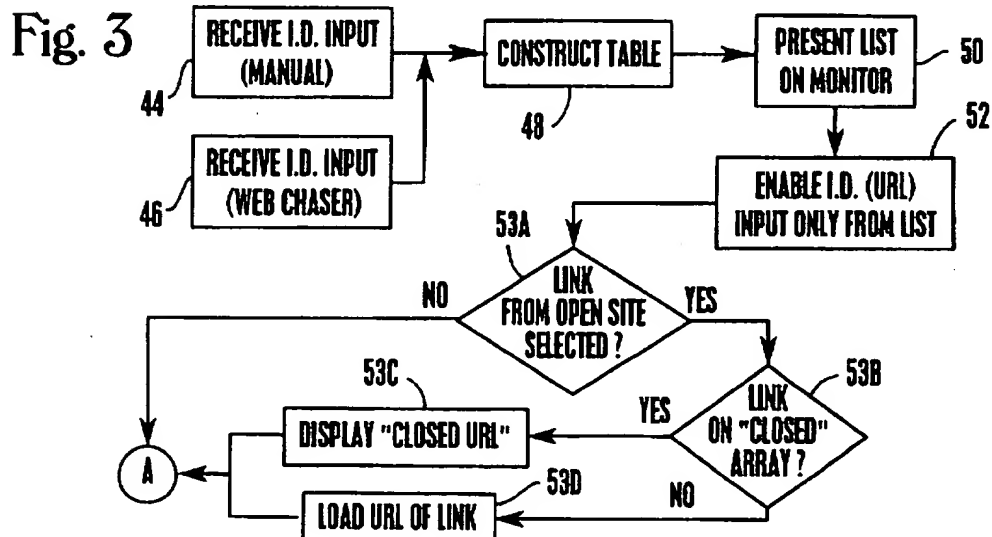 Fig. 3
RECEIVE I.D. INPUT
(MANUAL)
44
CONSTRUCT TABLE
48
PRESENT LIST
ON MONITOR
50
RECEIVE I.D. INPUT
(WEB CHASER)
46
52
ENABLE I.D. (URL)
INPUT ONLY FROM LIST
53A
LINK
FROM OPEN SITE
SELECTED ?
NO
YES
53B
LINK
ON "CLOSED"
ARRAY ?
YES
NO
53C
DISPLAY "CLOSED URL"
53D
LOAD URL OF LINK
A